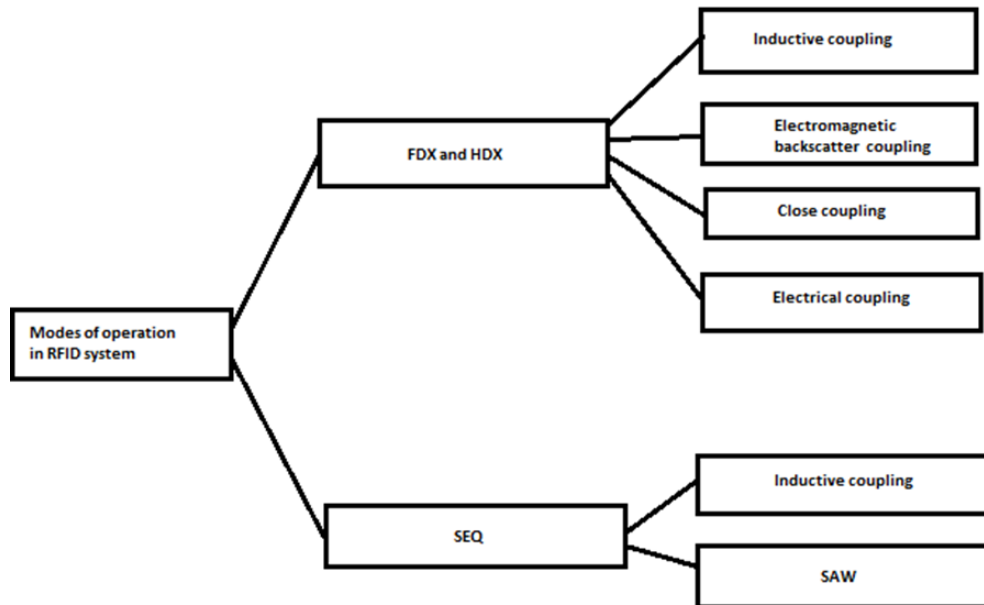 Inductive coupling
Electromagnetic
backscatter coupling
FDX and HDX
Close coupling
Electrical coupling
Modes of operation
in RFID system
Inductive coupling
SEQ
SAW